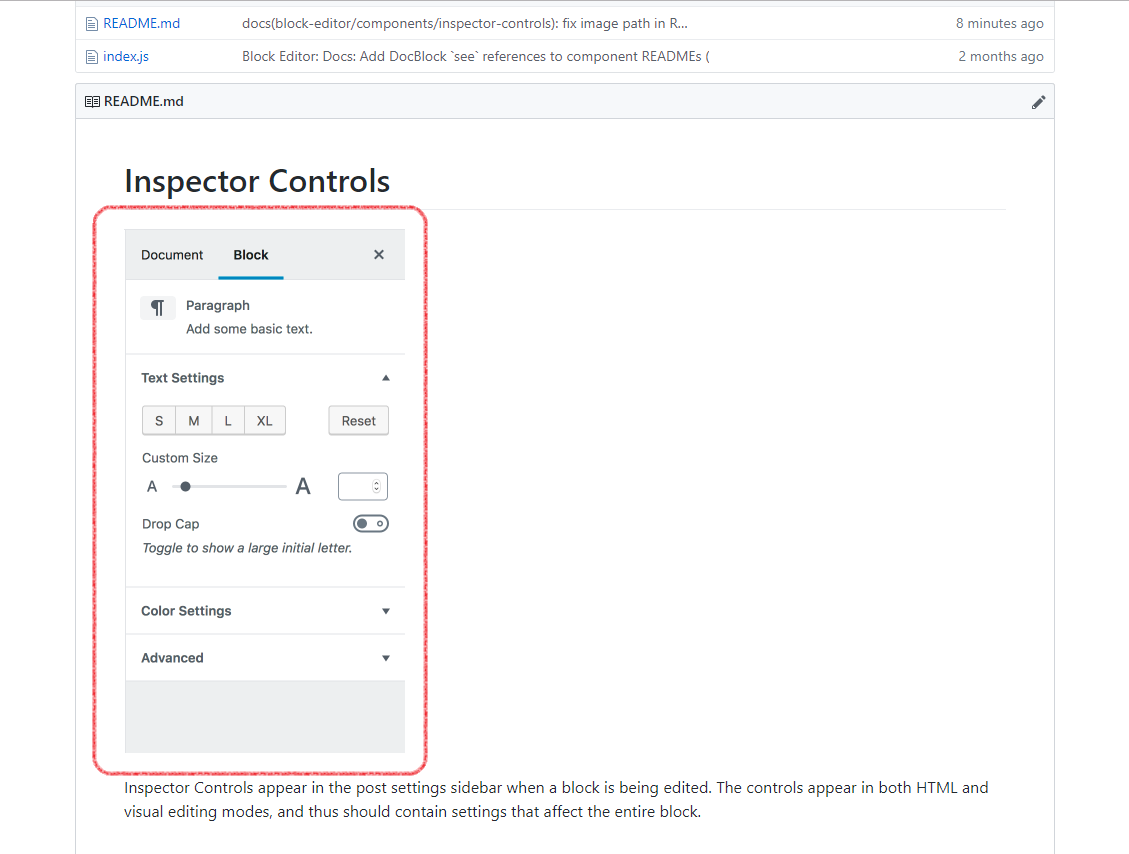 README.md docs(block-editor/components/inspector-controls): fix image path in R... 8 minutes ago
index.js Block Editor: Docs: Add DocBlock `see` references to component READMEs ( 2 months ago
README.md
Inspector Controls
Document Block ×
¶ Paragraph
Add some basic text.
Text Settings ▲
S M L XL Reset
Custom Size
A A
Drop Cap
Toggle to show a large initial letter.
Color Settings ▼
Advanced ▼
Inspector Controls appear in the post settings sidebar when a block is being edited. The controls appear in both HTML and
visual editing modes, and thus should contain settings that affect the entire block.